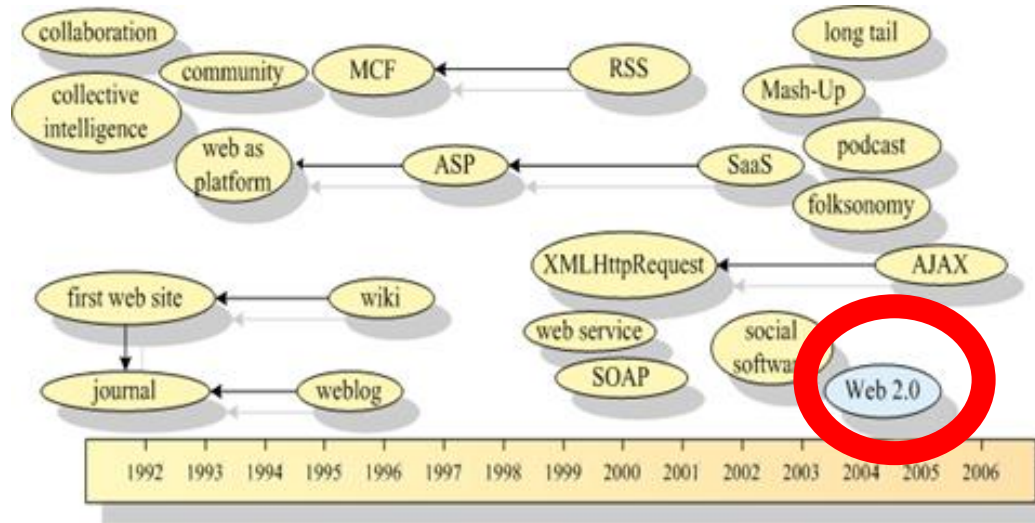 collaboration
long tail
community
MCF
RSS
collective
intelligence
Mash-Up
web as
platform
ASP
SaaS
podcast
folksonomy
XMLHttpRequest
AJAX
first web site
wiki
web service
social
software
journal
weblog
SOAP
Web 2.0
1992 1993 1994 1995 1996 1997 1998 1999 2000 2001 2002 2003 2004 2005 2006